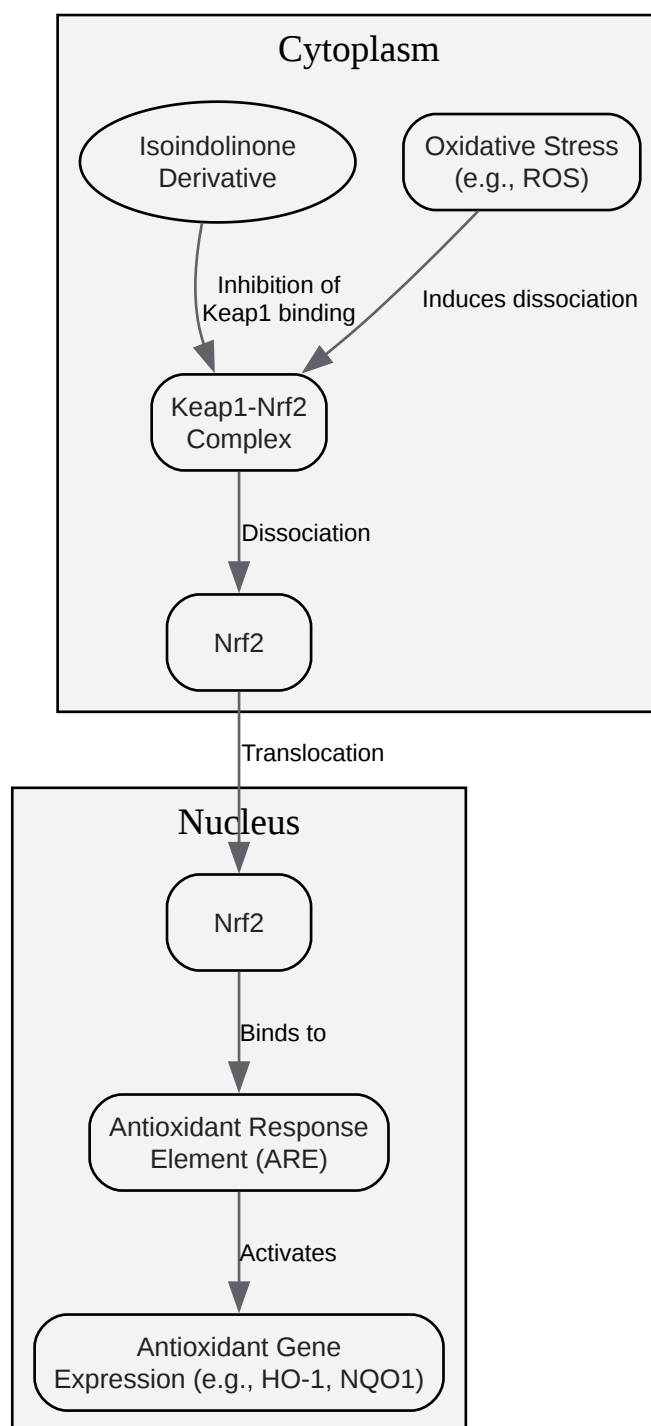 Cytoplasm
Isoindolinone
Derivative
Oxidative Stress
(e.g., ROS)
Inhibition of
Keap1 binding
Induces dissociation
Keap1-Nrf2
Complex
Dissociation
Nrf2
Translocation
Nucleus
Nrf2
Binds to
Antioxidant Response
Element (ARE)
Activates
Antioxidant Gene
Expression (e.g., HO-1, NQO1)